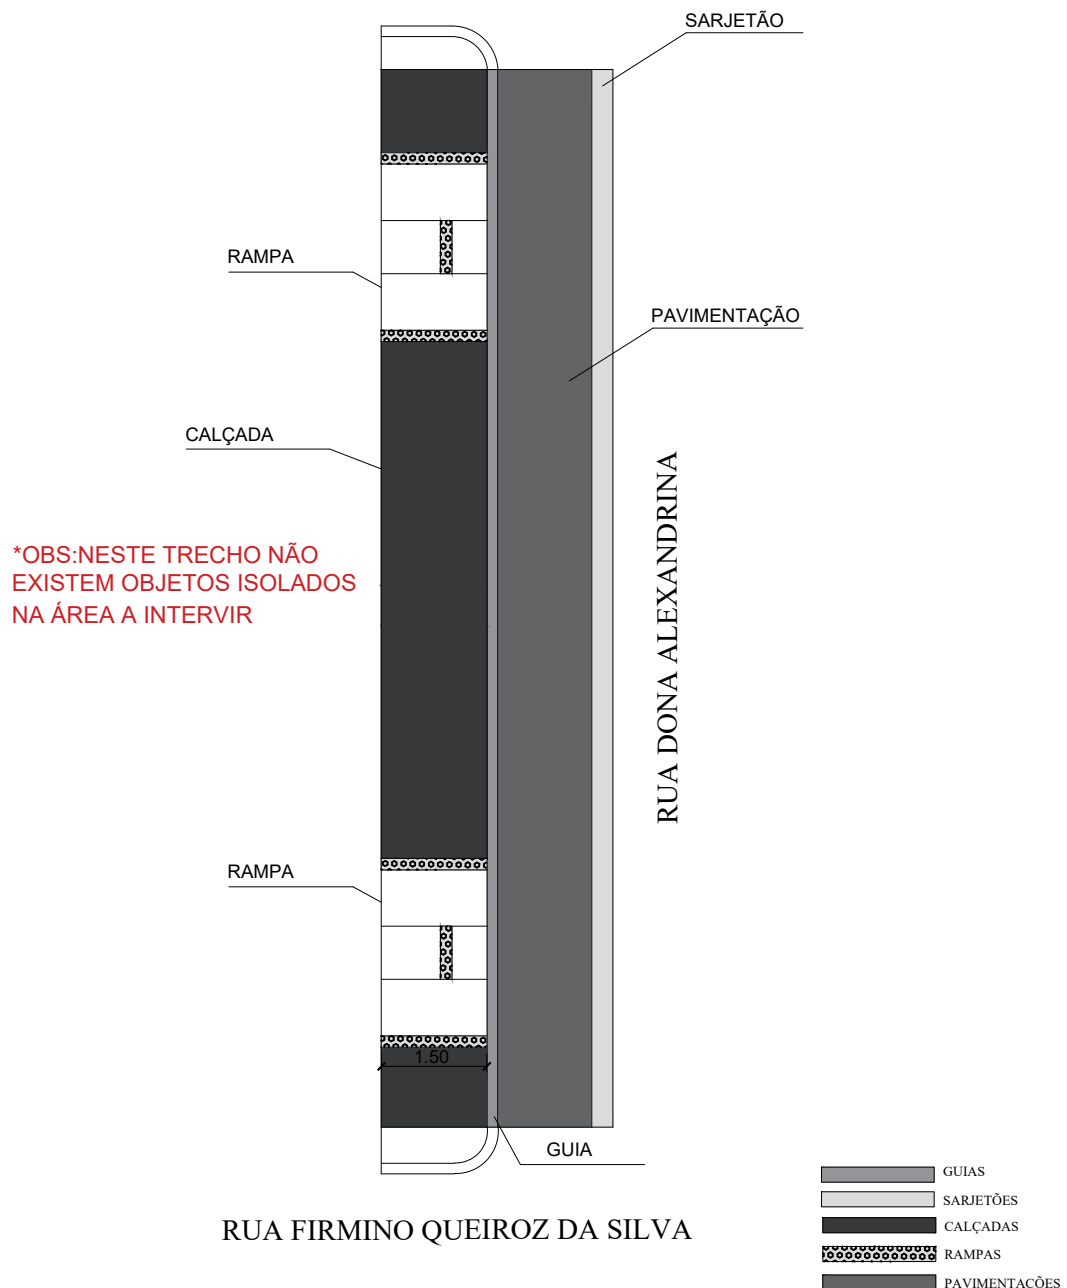 SARJETÃO
RAMPA
PAVIMENTAÇÃO
CALÇADA
RUA DONA ALEXANDRINA
*OBS:NESTE TRECHO NÃO
EXISTEM OBJETOS ISOLADOS
NA ÁREA A INTERVIR
RAMPA
1.50
GUIA
RUA FIRMINO QUEIROZ DA SILVA
GUIAS
SARJETÕES
CALÇADAS
RAMPAS
PAVIMENTAÇÕES